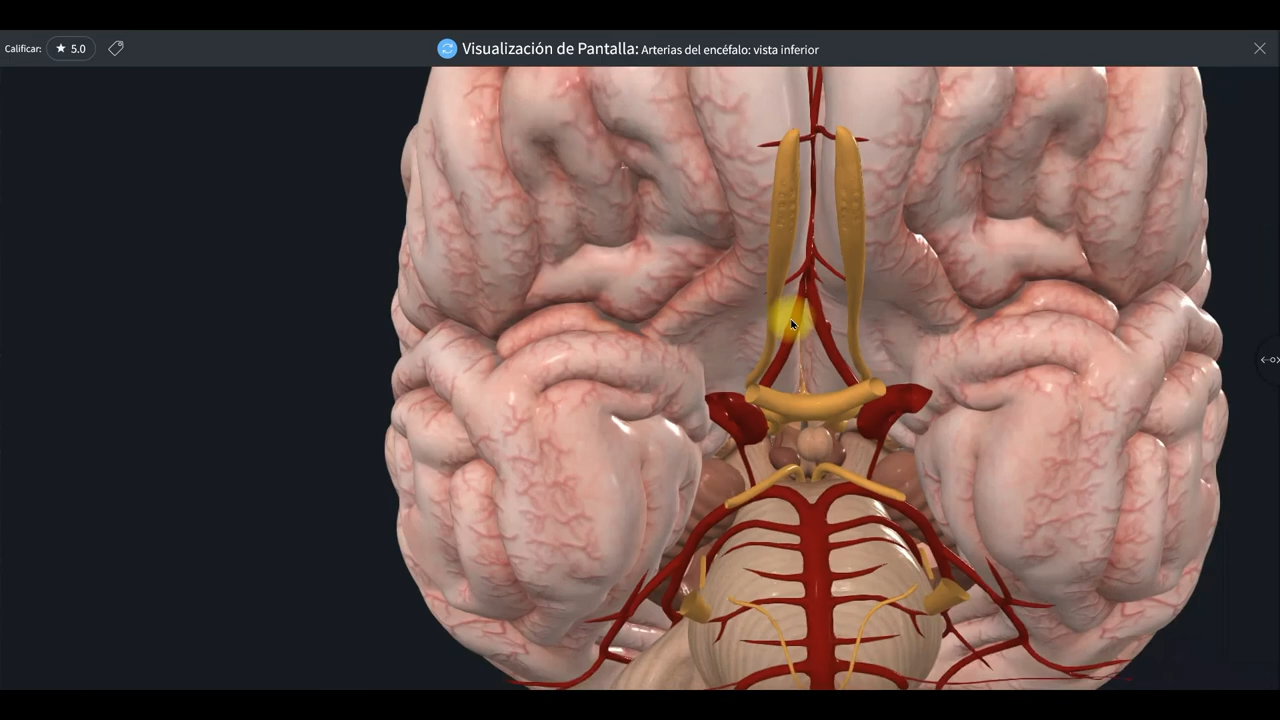 Calificar: ★ 5.0
Visualización de Pantalla: Arterias del encéfalo: vista inferior